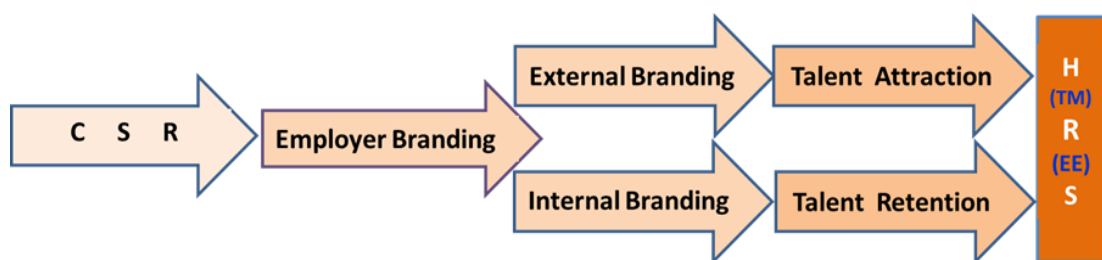 C S R
Employer Branding
External Branding
Talent Attraction
Internal Branding
Talent Retention
H
(TM)
R
(EE)
S